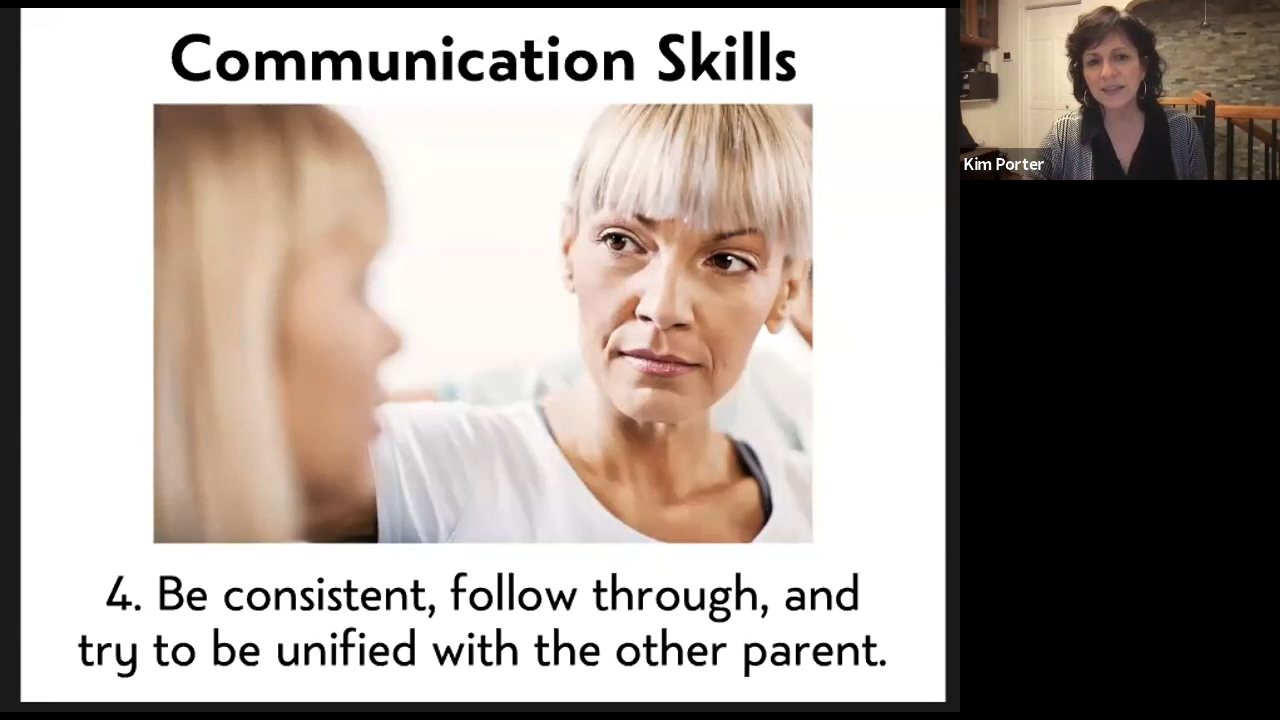 Communication Skills
Kim Porter
4. Be consistent, follow through, and
try to be unified with the other parent.